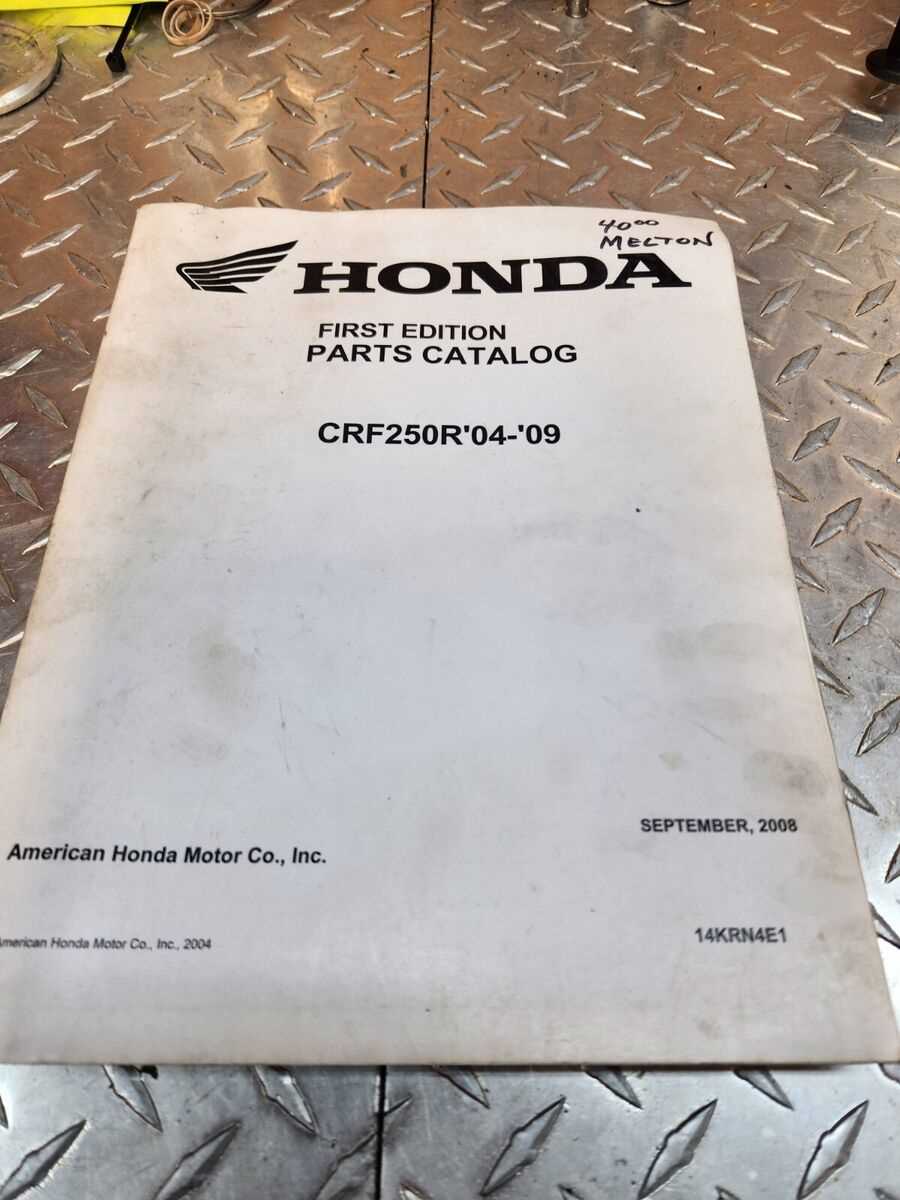 40⁰⁰
MELTON
HONDA
FIRST EDITION
PARTS CATALOG
CRF250R'04-'09
SEPTEMBER, 2008
American Honda Motor Co., Inc.
American Honda Motor Co., Inc., 2004
14KRN4E1